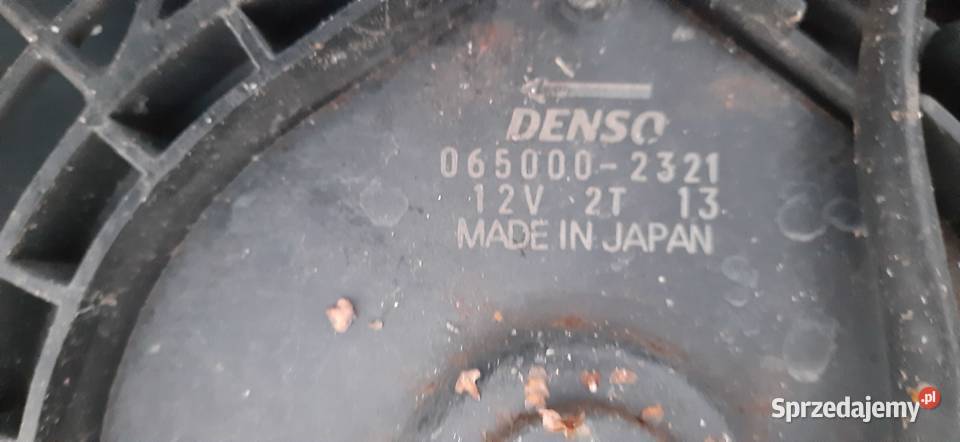 DENSO
065000-2321
12V 2T 13
MADE IN JAPAN
Sprzedajemy.pl